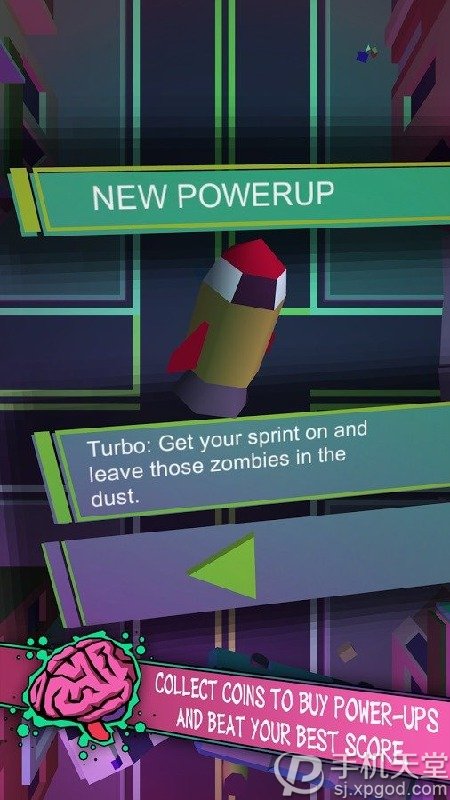 NEW POWERUP
Turbo: Get your sprint on and
leave those zombies in the
dust.
COLLECT COINS TO BUY POWER-UPS
AND BEAT YOUR BEST SCORE
手机天堂
sj.xpgod.com